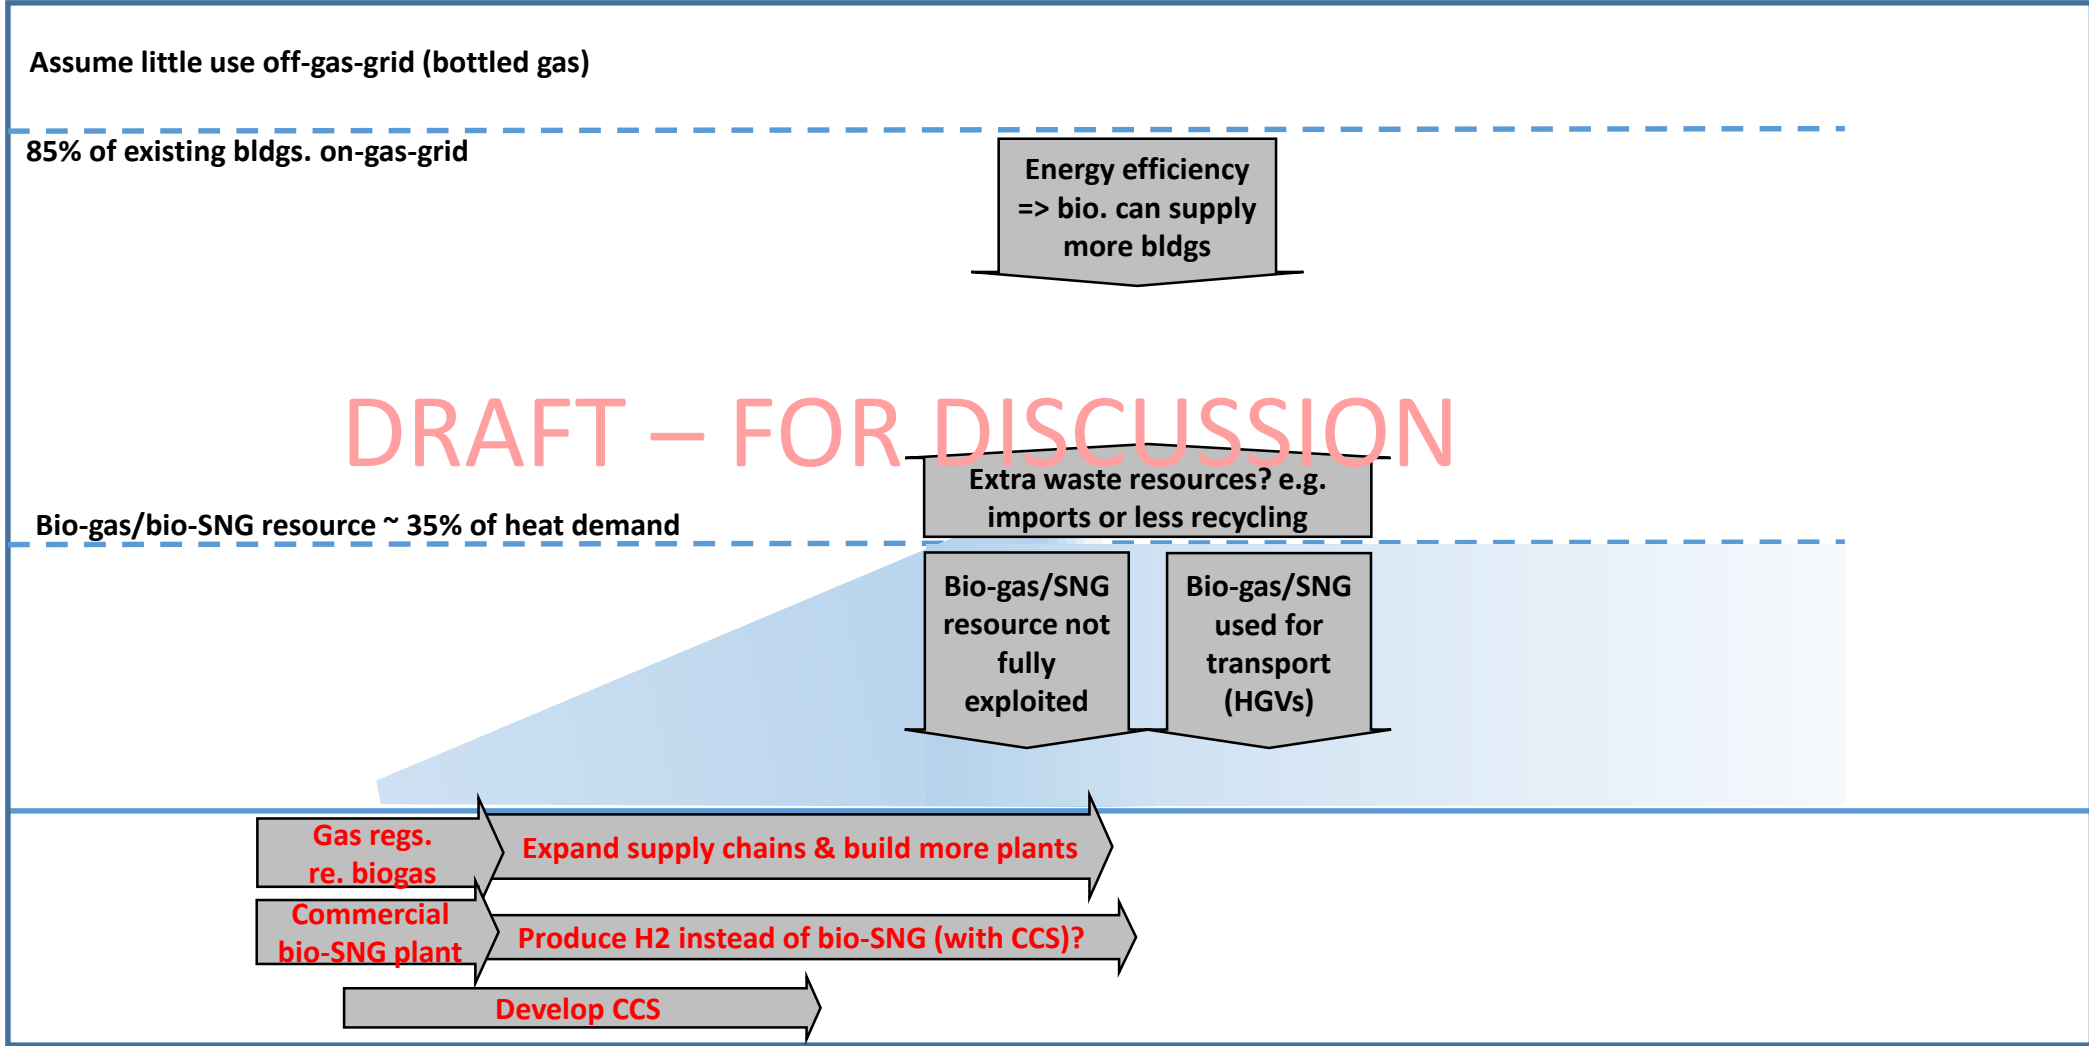 Assume little use off-gas-grid (bottled gas)
85% of existing bldgs. on-gas-grid
Energy efficiency
=> bio. can supply
more bldgs
DRAFT – FOR DISCUSSION
Extra waste resources? e.g.
imports or less recycling
Bio-gas/bio-SNG resource ~ 35% of heat demand
Bio-gas/SNG
resource not
fully
exploited
Bio-gas/SNG
used for
transport
(HGVs)
Gas regs.
re. biogas
Expand supply chains & build more plants
Commercial
bio-SNG plant
Produce H2 instead of bio-SNG (with CCS)?
Develop CCS